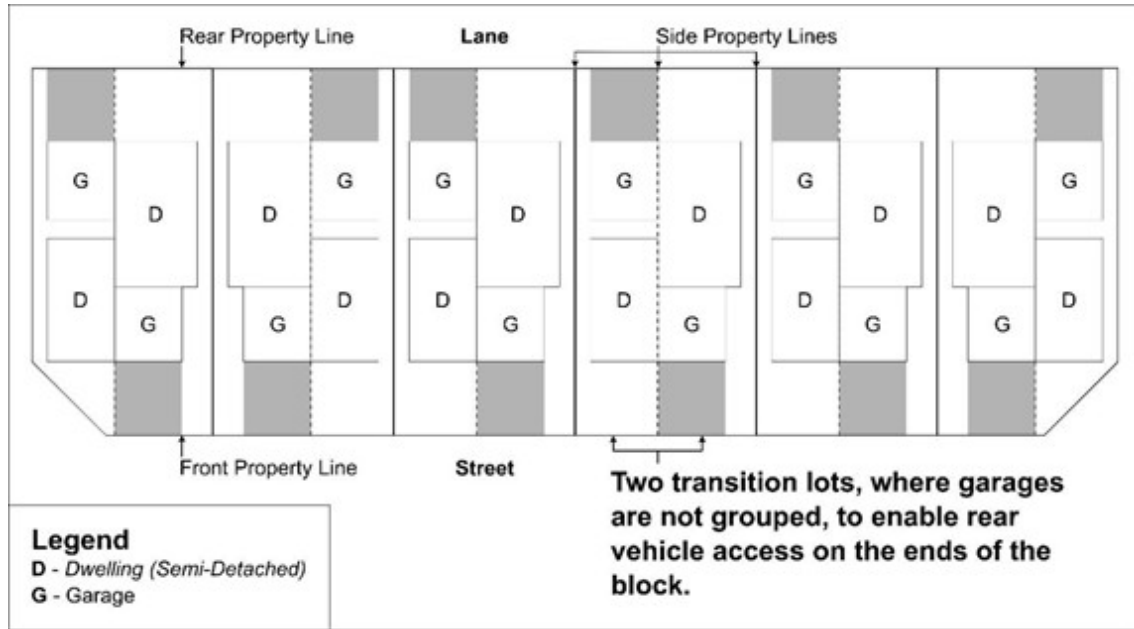 Rear Property Line Lane Side Property Lines
G G G G G G
D D D D D D
D D D D D D
G G G G G G
Front Property Line Street
Two transition lots, where garages
are not grouped, to enable rear
vehicle access on the ends of the
block.
Legend
D - Dwelling (Semi-Detached)
G - Garage